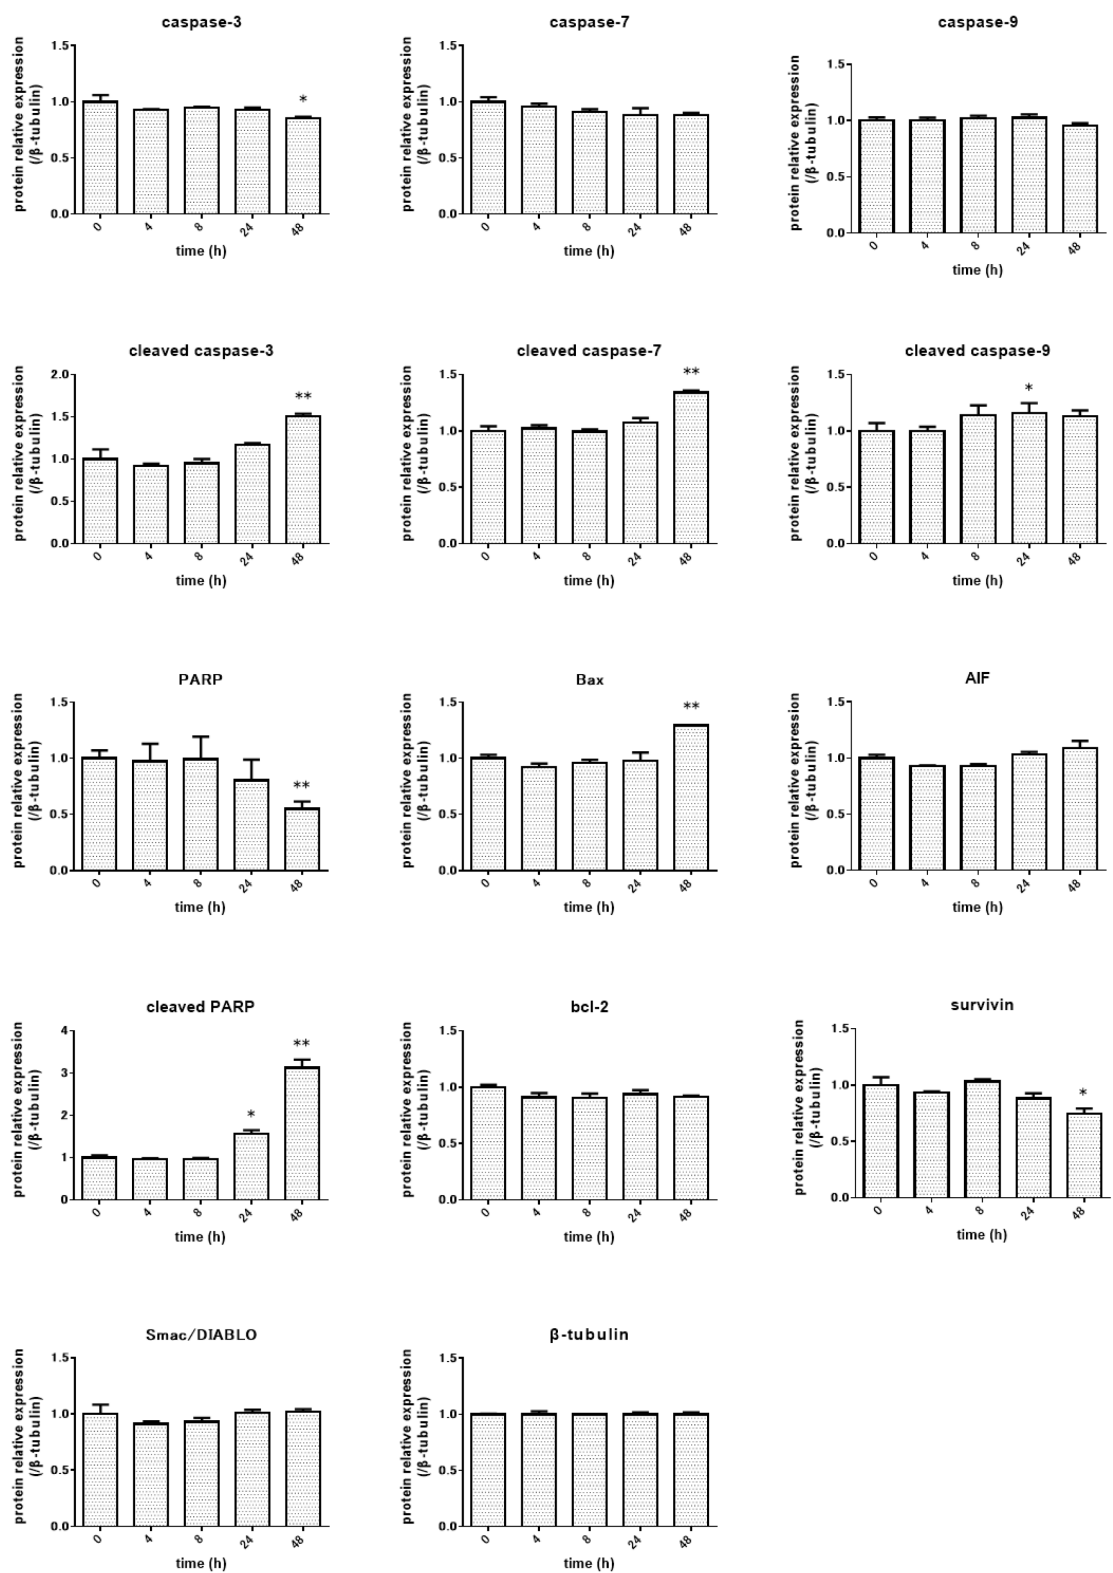 caspase-3
protein relative expression
(/β-tubulin)
1.5
1.0
0.5
0.0
*
0 4 8 24 48
time (h)
caspase-7
protein relative expression
(/β-tubulin)
1.5
1.0
0.5
0.0
0 4 8 24 48
time (h)
caspase-9
protein relative expression
(/β-tubulin)
1.5
1.0
0.5
0.0
0 4 8 24 48
time (h)
cleaved caspase-3
protein relative expression
(/β-tubulin)
2.0
1.5
1.0
0.5
0.0
**
0 4 8 24 48
time (h)
cleaved caspase-7
protein relative expression
(/β-tubulin)
1.5
1.0
0.5
0.0
**
0 4 8 24 48
time (h)
cleaved caspase-9
protein relative expression
(/β-tubulin)
1.5
1.0
0.5
0.0
*
0 4 8 24 48
time (h)
PARP
protein relative expression
(/β-tubulin)
1.5
1.0
0.5
0.0
**
0 4 8 24 48
time (h)
Bax
protein relative expression
(/β-tubulin)
1.5
1.0
0.5
0.0
**
0 4 8 24 48
time (h)
AIF
protein relative expression
(/β-tubulin)
1.5
1.0
0.5
0.0
0 4 8 24 48
time (h)
cleaved PARP
protein relative expression
(/β-tubulin)
4
3
2
1
0
*
**
0 4 8 24 48
time (h)
bcl-2
protein relative expression
(/β-tubulin)
1.5
1.0
0.5
0.0
0 4 8 24 48
time (h)
survivin
protein relative expression
(/β-tubulin)
1.5
1.0
0.5
0.0
*
0 4 8 24 48
time (h)
Smac/DIABLO
protein relative expression
(/β-tubulin)
1.5
1.0
0.5
0.0
0 4 8 24 48
time (h)
β-tubulin
protein relative expression
(/β-tubulin)
1.5
1.0
0.5
0.0
0 4 8 24 48
time (h)